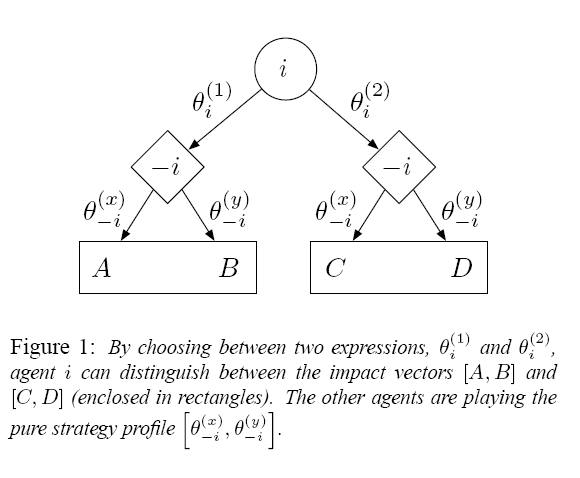 i
θ_i^(1) θ_i^(2)
−i −i
θ_{−i}^(x) θ_{−i}^(y) θ_{−i}^(x) θ_{−i}^(y)
A B C D
Figure 1: By choosing between two expressions, θ_i^(1) and θ_i^(2),
agent i can distinguish between the impact vectors [A, B] and
[C, D] (enclosed in rectangles). The other agents are playing the
pure strategy profile [θ_{−i}^(x), θ_{−i}^(y)].